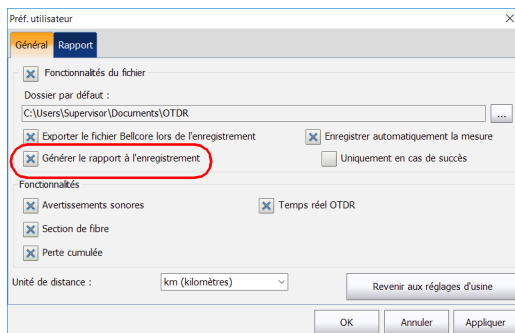 Préf. utilisateur
Général Rapport
Fonctionnalités du fichier
Dossier par défaut :
C:\Users\Supervisor\Documents\OTDR
...
Exporter le fichier Bellcore lors de l'enregistrement
Enregistrer automatiquement la mesure
Générer le rapport à l'enregistrement
Uniquement en cas de succès
Fonctionnalités
Avertissements sonores
Temps réel OTDR
Section de fibre
Perte cumulée
Unité de distance :
km (kilomètres)
Revenir aux réglages d'usine
OK
Annuler
Appliquer